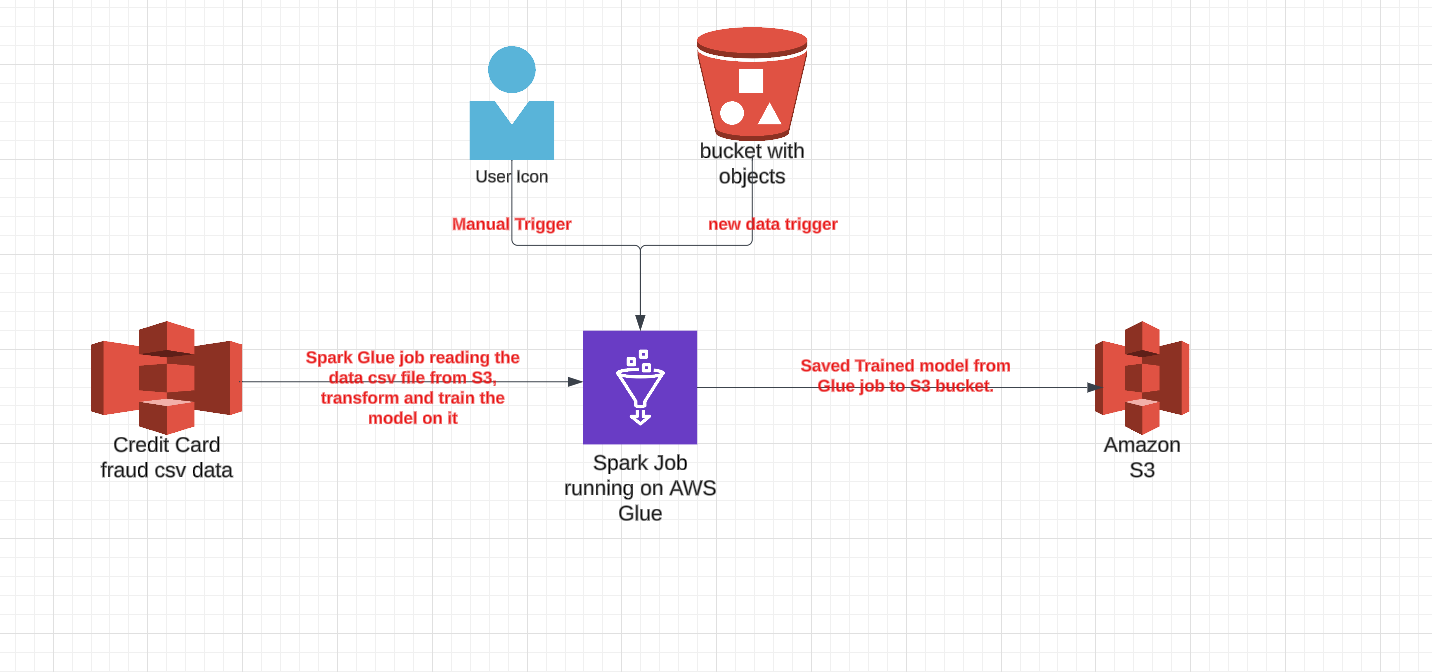 bucket with
objects
User Icon
Manual Trigger
new data trigger
Spark Glue job reading the
data csv file from S3,
transform and train the
model on it
Saved Trained model from
Glue job to S3 bucket.
Credit Card
fraud csv data
Spark Job
running on AWS
Glue
Amazon
S3